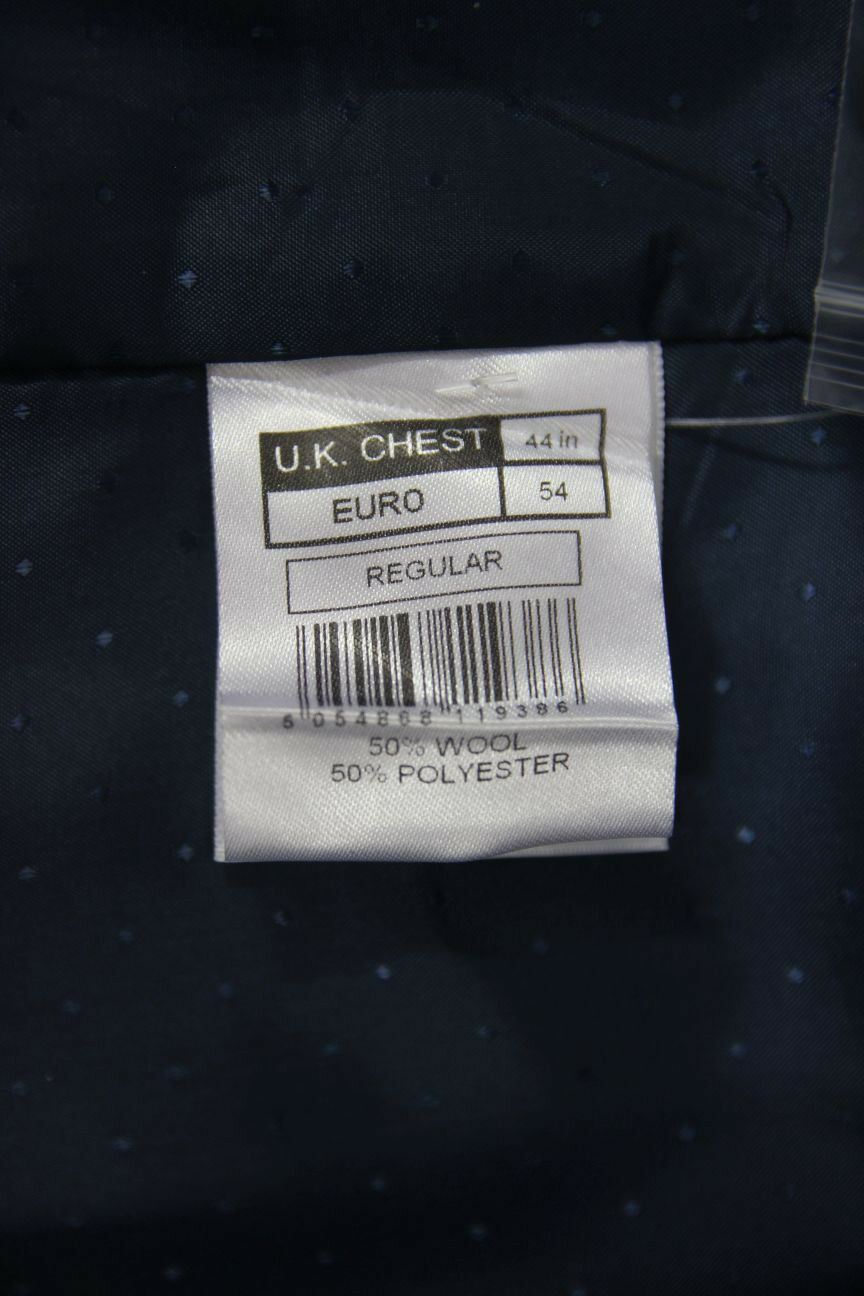 U.K. CHEST 44 in
EURO 54
REGULAR
5 054868 119386
50% WOOL
50% POLYESTER